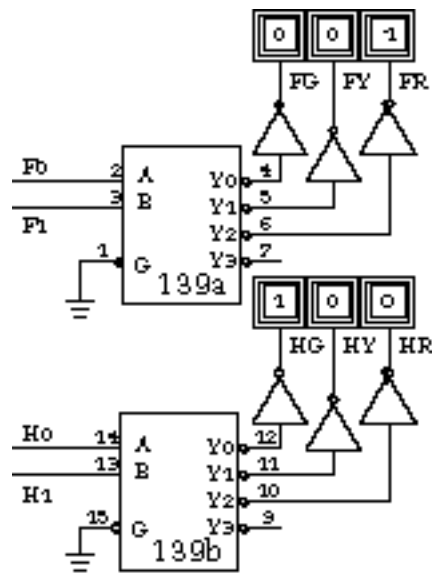 0 0 1
FG FY FR
F0 2 A Y0 4
3 B Y1 5
F1 Y2 6
1 G Y3 7
139a
1 0 0
HG HY HR
H0 14 A Y0 12
13 B Y1 11
H1 Y2 10
15 G Y3 9
139b